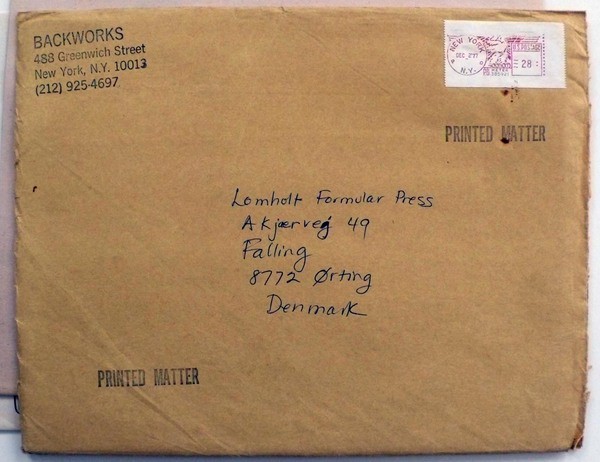 BACKWORKS
488 Greenwich Street
New York, N.Y. 10013
(212) 925-4697
NEW YORK
DEC
N.Y.
28
PRINTED MATTER
Lomholt Formular Press
Akjærvej 49
Falling
8772 Ørting
Denmark
PRINTED MATTER